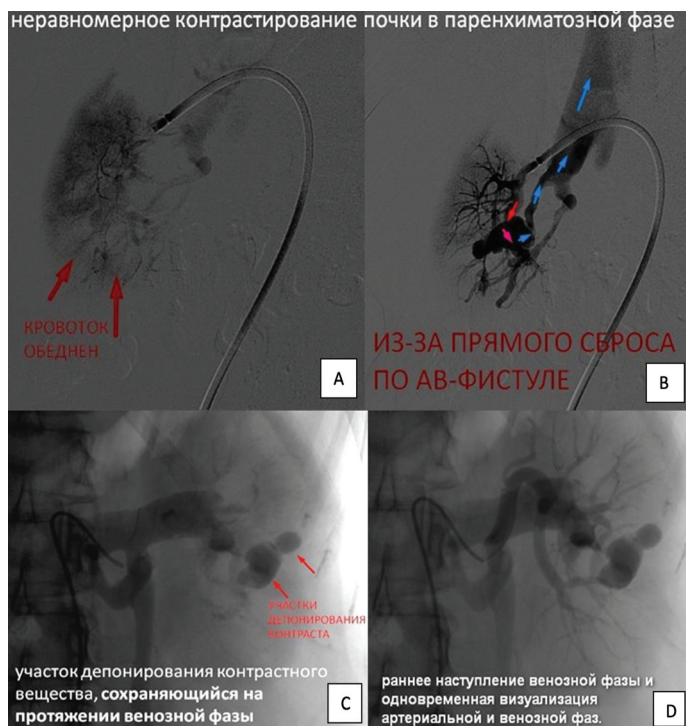 неравномерное контрастирование почки в паренхиматозной фазе
КРОВОТОК
ОБЕДНЕН
A
ИЗ-ЗА ПРЯМОГО СБРОСА
ПО АВ-ФИСТУЛЕ
B
УЧАСТКИ
ДЕПОНИРОВАНИЯ
КОНТРАСТА
участок депонирования контрастного
вещества, сохраняющийся на
протяжении венозной фазы
C
раннее наступление венозной фазы и
одновременная визуализация
артериальной и венозной фаз.
D